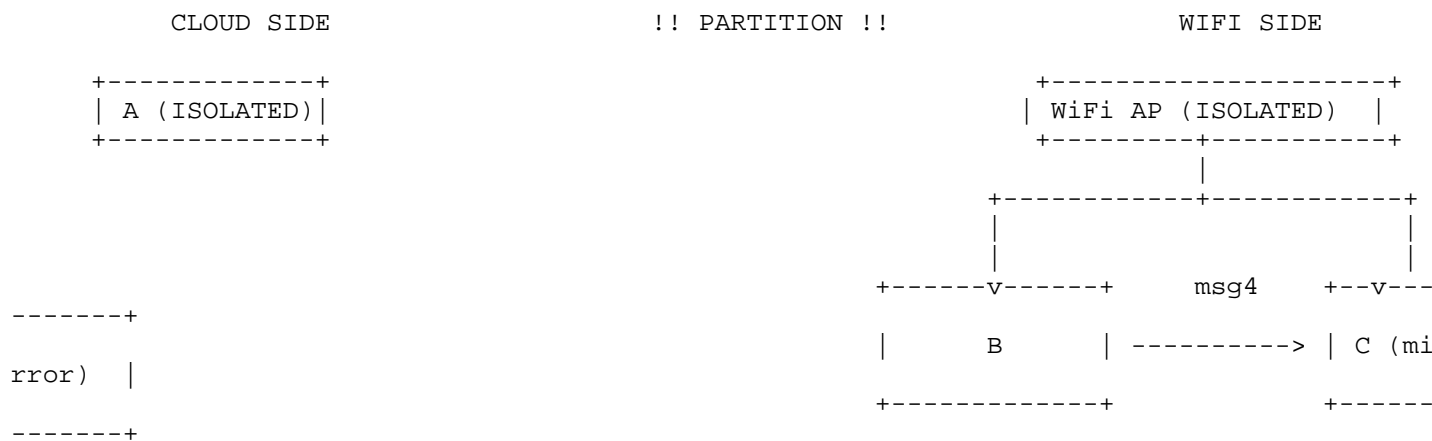 CLOUD SIDE !! PARTITION !! WIFI SIDE
+-------------+ +---------------------+
| A (ISOLATED)| | WiFi AP (ISOLATED) |
+-------------+ +---------+-----------+
|
+------------+------------+
| |
| |
+------v------+ msg4 +--v---
-------+
| B | ----------> | C (mi
rror) |
+-------------+ +------
-------+